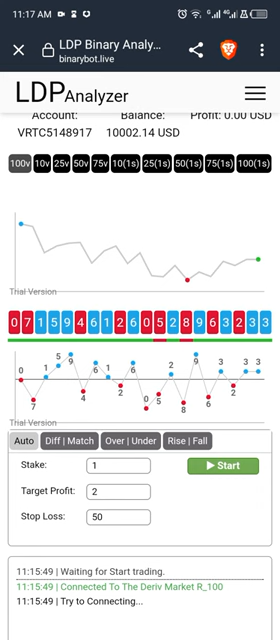 11:17 AM
LDP Binary Analy...
binarybot.live
LDPAnalyzer
Account: Balance: Profit: 0.00 USD
VRTC5148917 10002.14 USD
100v 10v 25v 50v 75v 10(1s) 25(1s) 50(1s) 75(1s) 100(1s)
Trial Version
0 7 1 5 9 4 6 1 2 6 0 5 2 8 9 6 3 2 3 3
0 7 1 5 9 4 6 1 2 6 0 5 2 8 9 6 3 2 3 3
Trial Version
Auto Diff | Match Over | Under Rise | Fall
Stake: 1 Start
Target Profit: 2
Stop Loss: 50
11:15:49 | Waiting for Start trading.
11:15:49 | Connected To The Deriv Market R_100
11:15:49 | Try to Connecting...